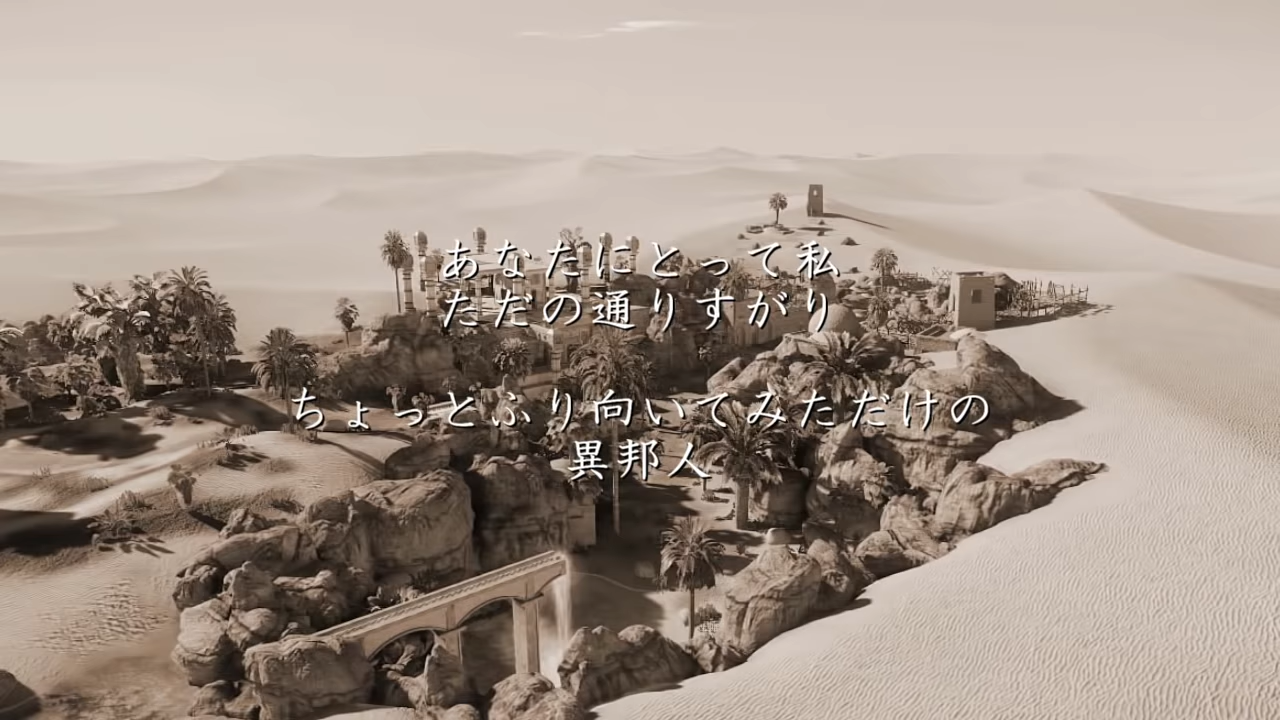 あなたにとって私
ただの通りすがり
ちょっとふり向いてみただけの
異邦人